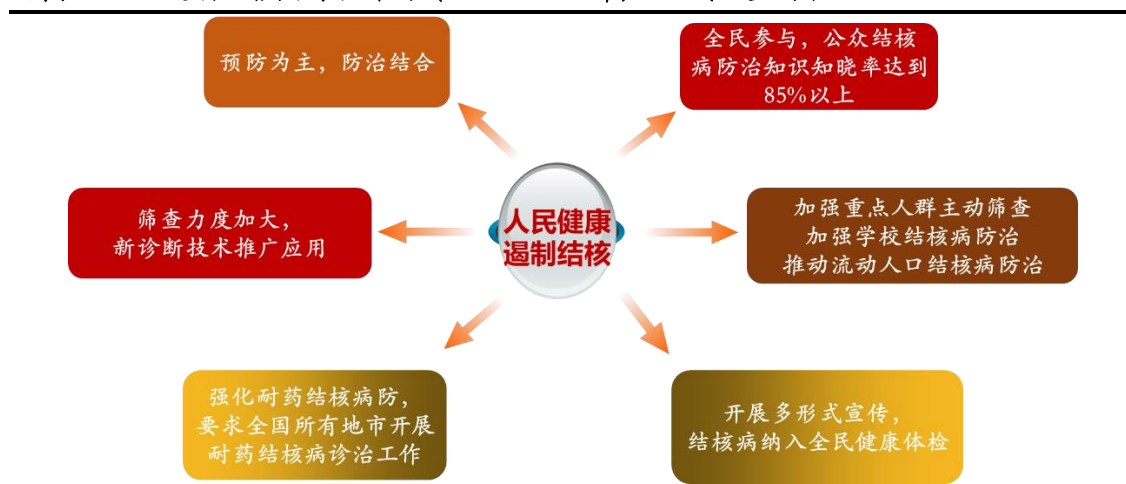 预防为主，防治结合
全民参与，公众结核
病防治知识知晓率达到
85%以上
筛查力度加大，
新诊断技术推广应用
人民健康
遏制结核
加强重点人群主动筛查
加强学校结核病防治
推动流动人口结核病防治
强化耐药结核病防，
要求全国所有地市开展
耐药结核病诊治工作
开展多形式宣传，
结核病纳入全民健康体检